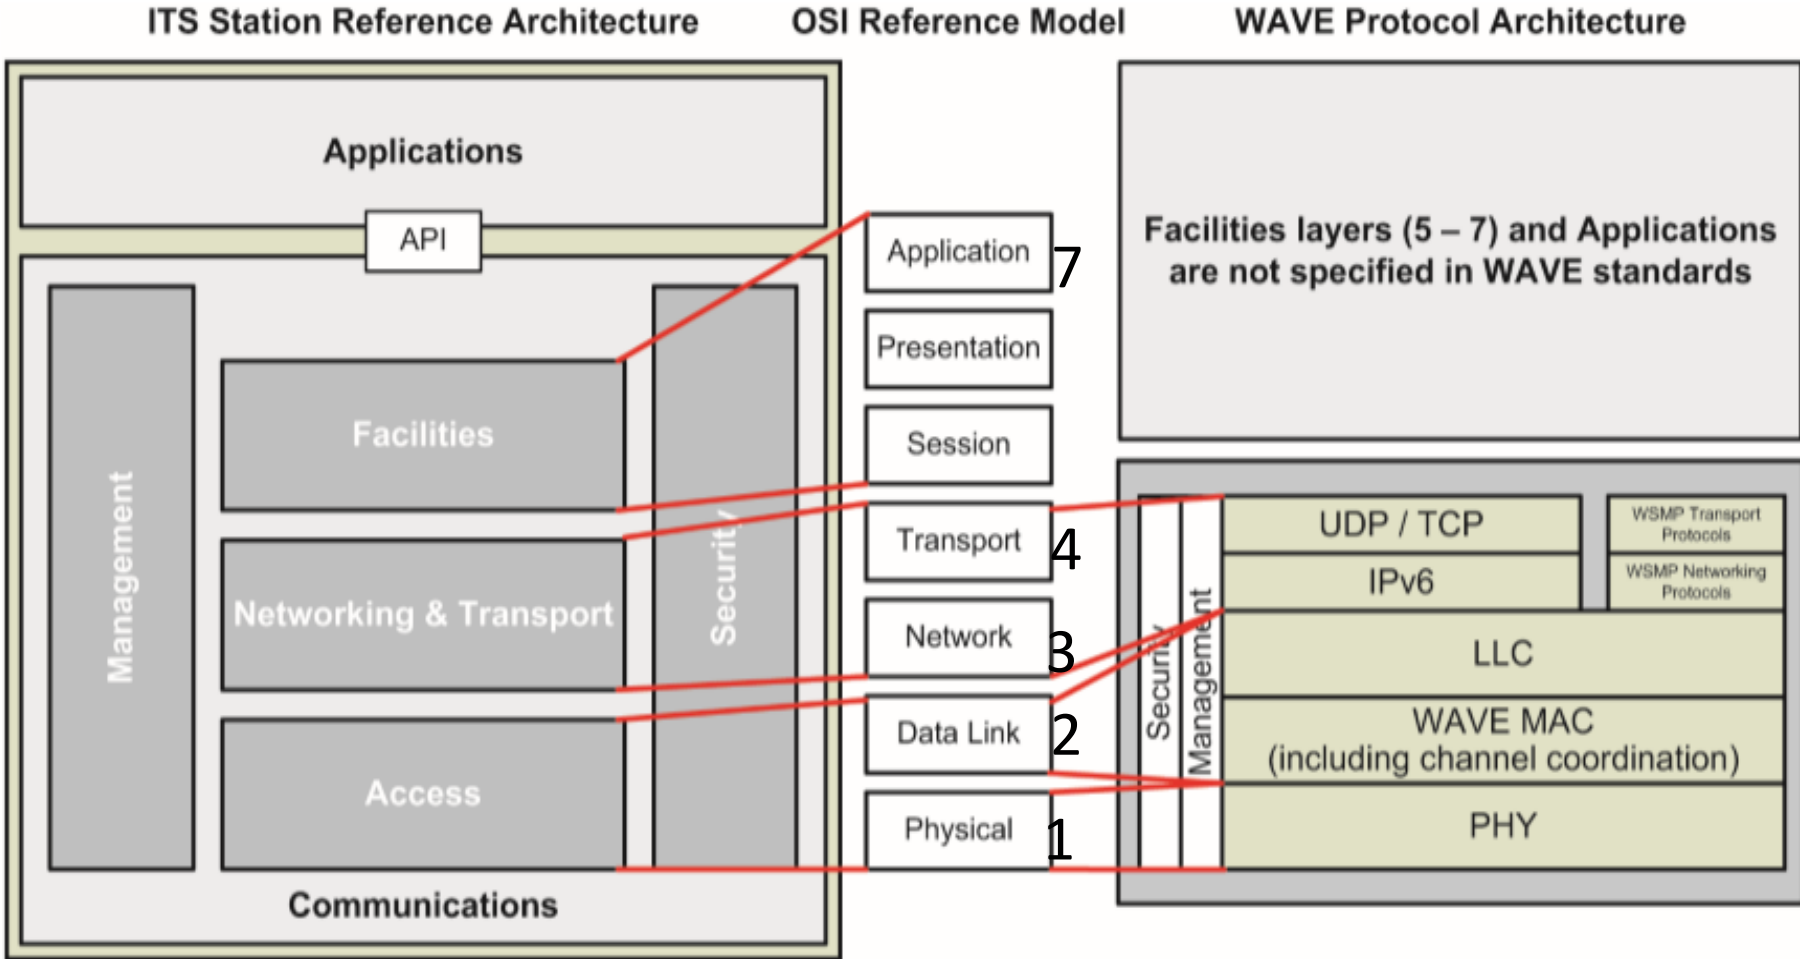 ITS Station Reference Architecture
OSI Reference Model
WAVE Protocol Architecture
Applications
API
Management
Facilities
Networking & Transport
Access
Security
Communications
Application
7
Presentation
Session
Transport
4
Network
3
Data Link
2
Physical
1
Facilities layers (5 – 7) and Applications
are not specified in WAVE standards
Security
Management
UDP / TCP
IPv6
WSMP Transport
Protocols
WSMP Networking
Protocols
LLC
WAVE MAC
(including channel coordination)
PHY